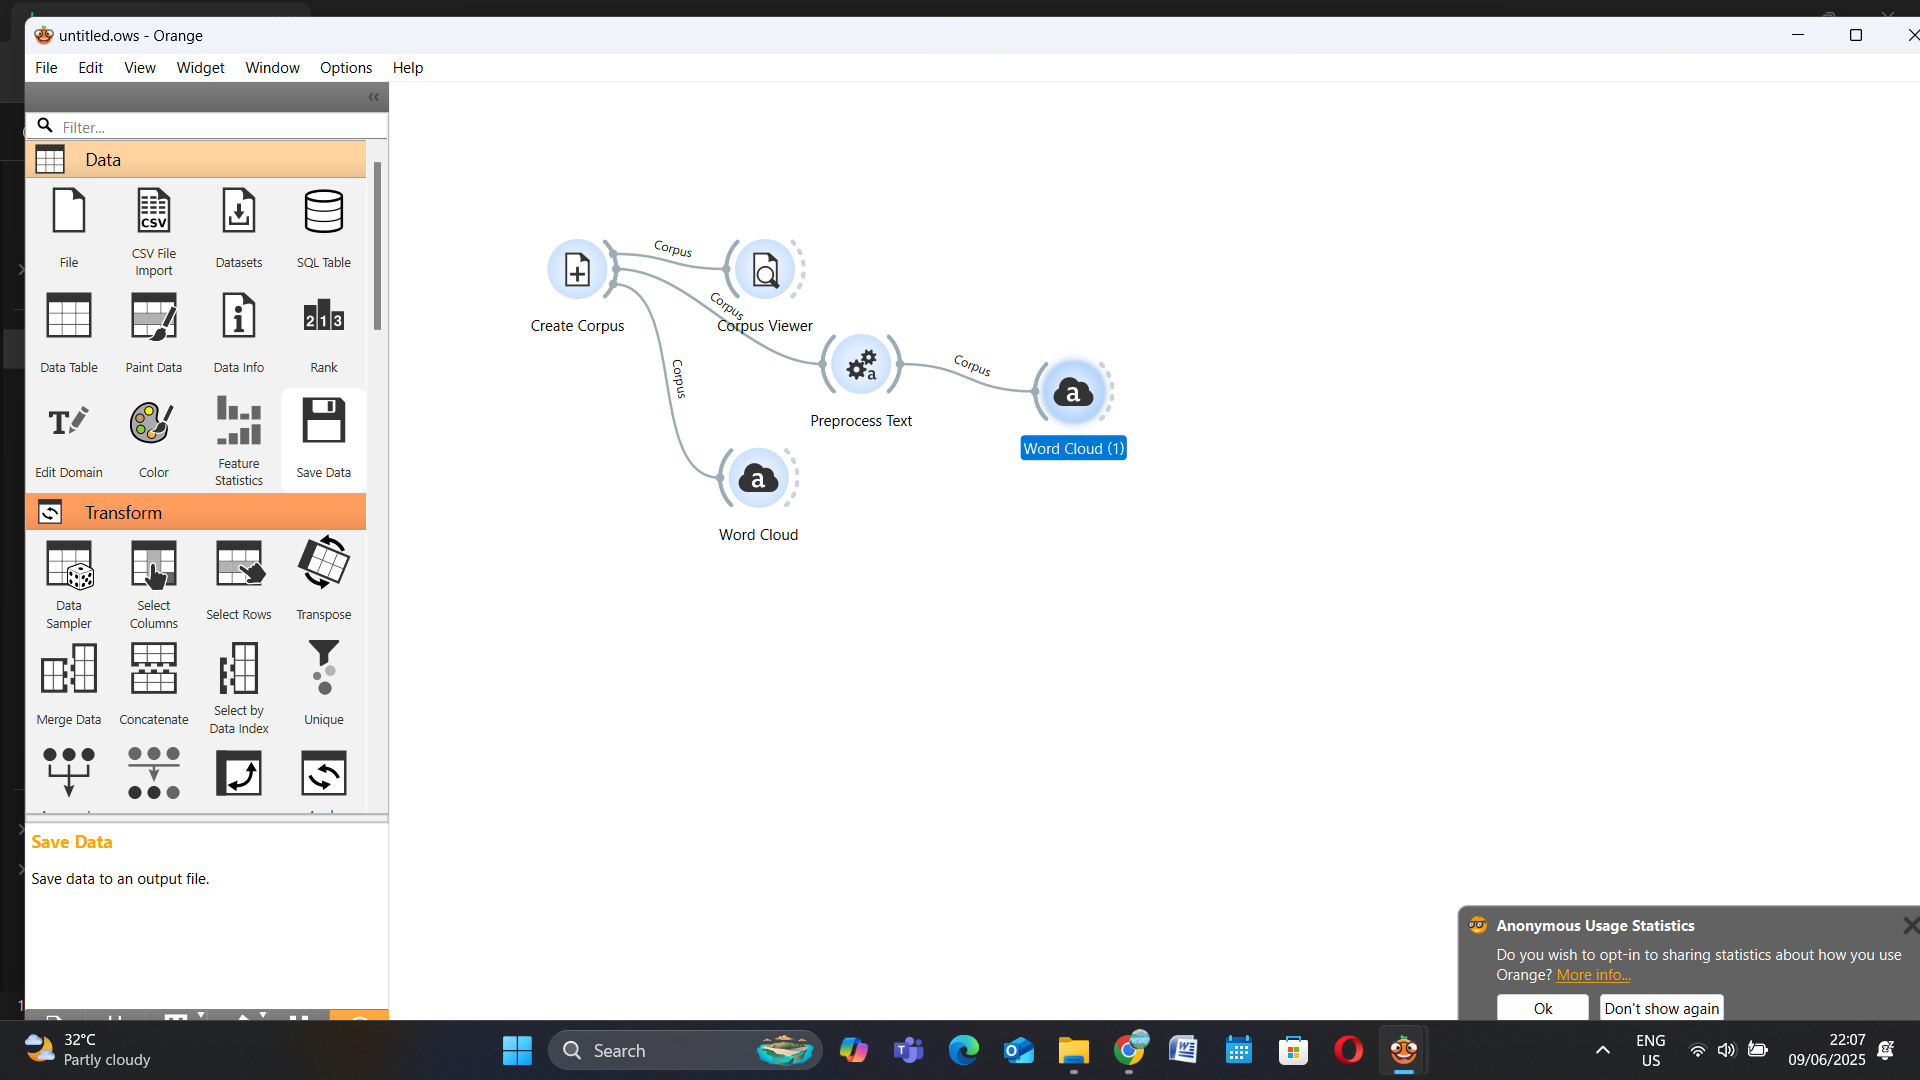 untitled.ows - Orange
File Edit View Widget Window Options Help
«
Filter...
Data
File
CSV
CSV File Import
Datasets
SQL Table
Data Table
Paint Data
Data Info
2 1 3
Rank
T
Edit Domain
Color
Feature Statistics
Save Data
Transform
Data Sampler
Select Columns
Select Rows
Transpose
Merge Data
Concatenate
Select by Data Index
Unique
Save Data
Save data to an output file.
Corpus
Create Corpus
Corpus
Corpus Viewer
Corpus
a
Preprocess Text
Corpus
a
Word Cloud (1)
a
Word Cloud
Anonymous Usage Statistics
Do you wish to opt-in to sharing statistics about how you use
Orange? More info...
Ok
Don't show again
32°C
Partly cloudy
Search
ENG
US
22:07
09/06/2025